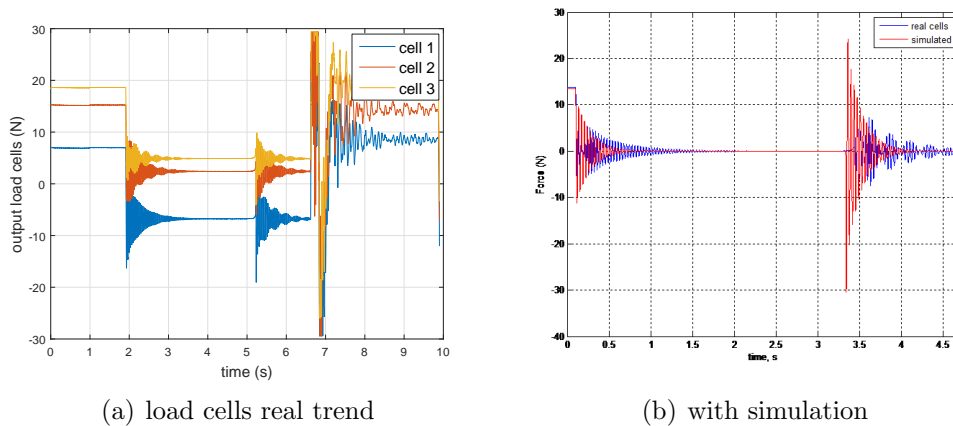 30
20
10
0
-10
-20
-30
0 1 2 3 4 5 6 7 8 9 10
output load cells (N)
time (s)
cell 1
cell 2
cell 3
(a) load cells real trend
30
20
10
0
-10
-20
-30
-40
0 0.5 1 1.5 2 2.5 3 3.5 4 4.5
Force (N)
time, s
real cells
simulated
(b) with simulation